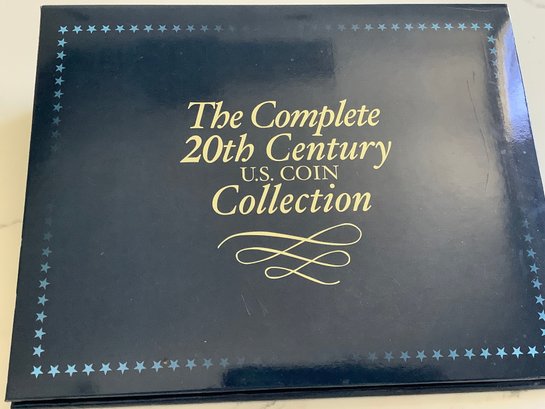 The Complete
20th Century
U.S. COIN
Collection